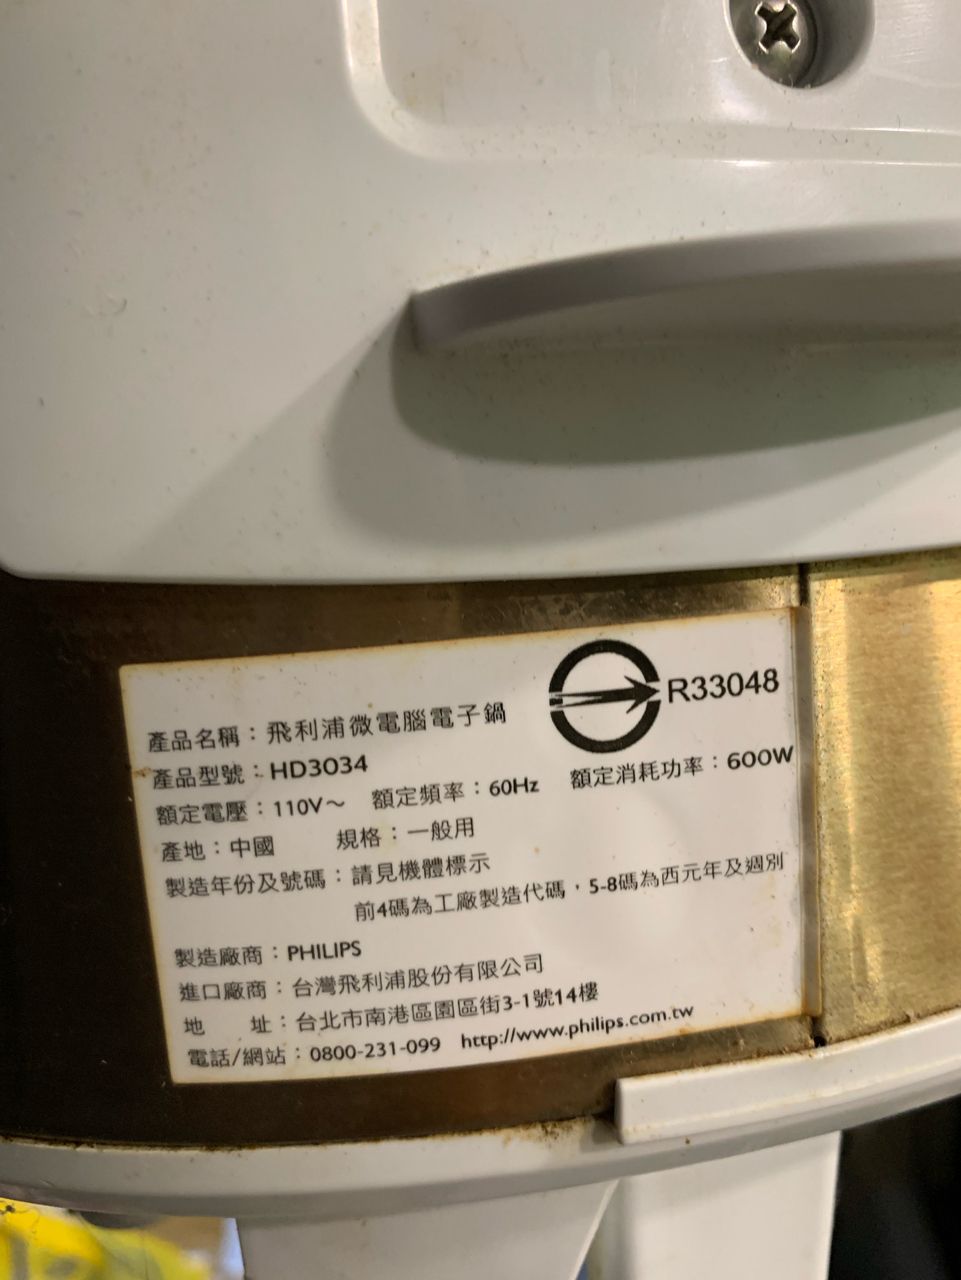 R33048
產品名稱：飛利浦微電腦電子鍋
產品型號：HD3034
額定電壓：110V～ 額定頻率：60Hz 額定消耗功率：600W
產地：中國 規格：一般用
製造年份及號碼：請見機體標示
前4碼為工廠製造代碼，5-8碼為西元年及週別
製造廠商：PHILIPS
進口廠商：台灣飛利浦股份有限公司
地 址：台北市南港區園區街3-1號14樓
電話/網站：0800-231-099 http://www.philips.com.tw